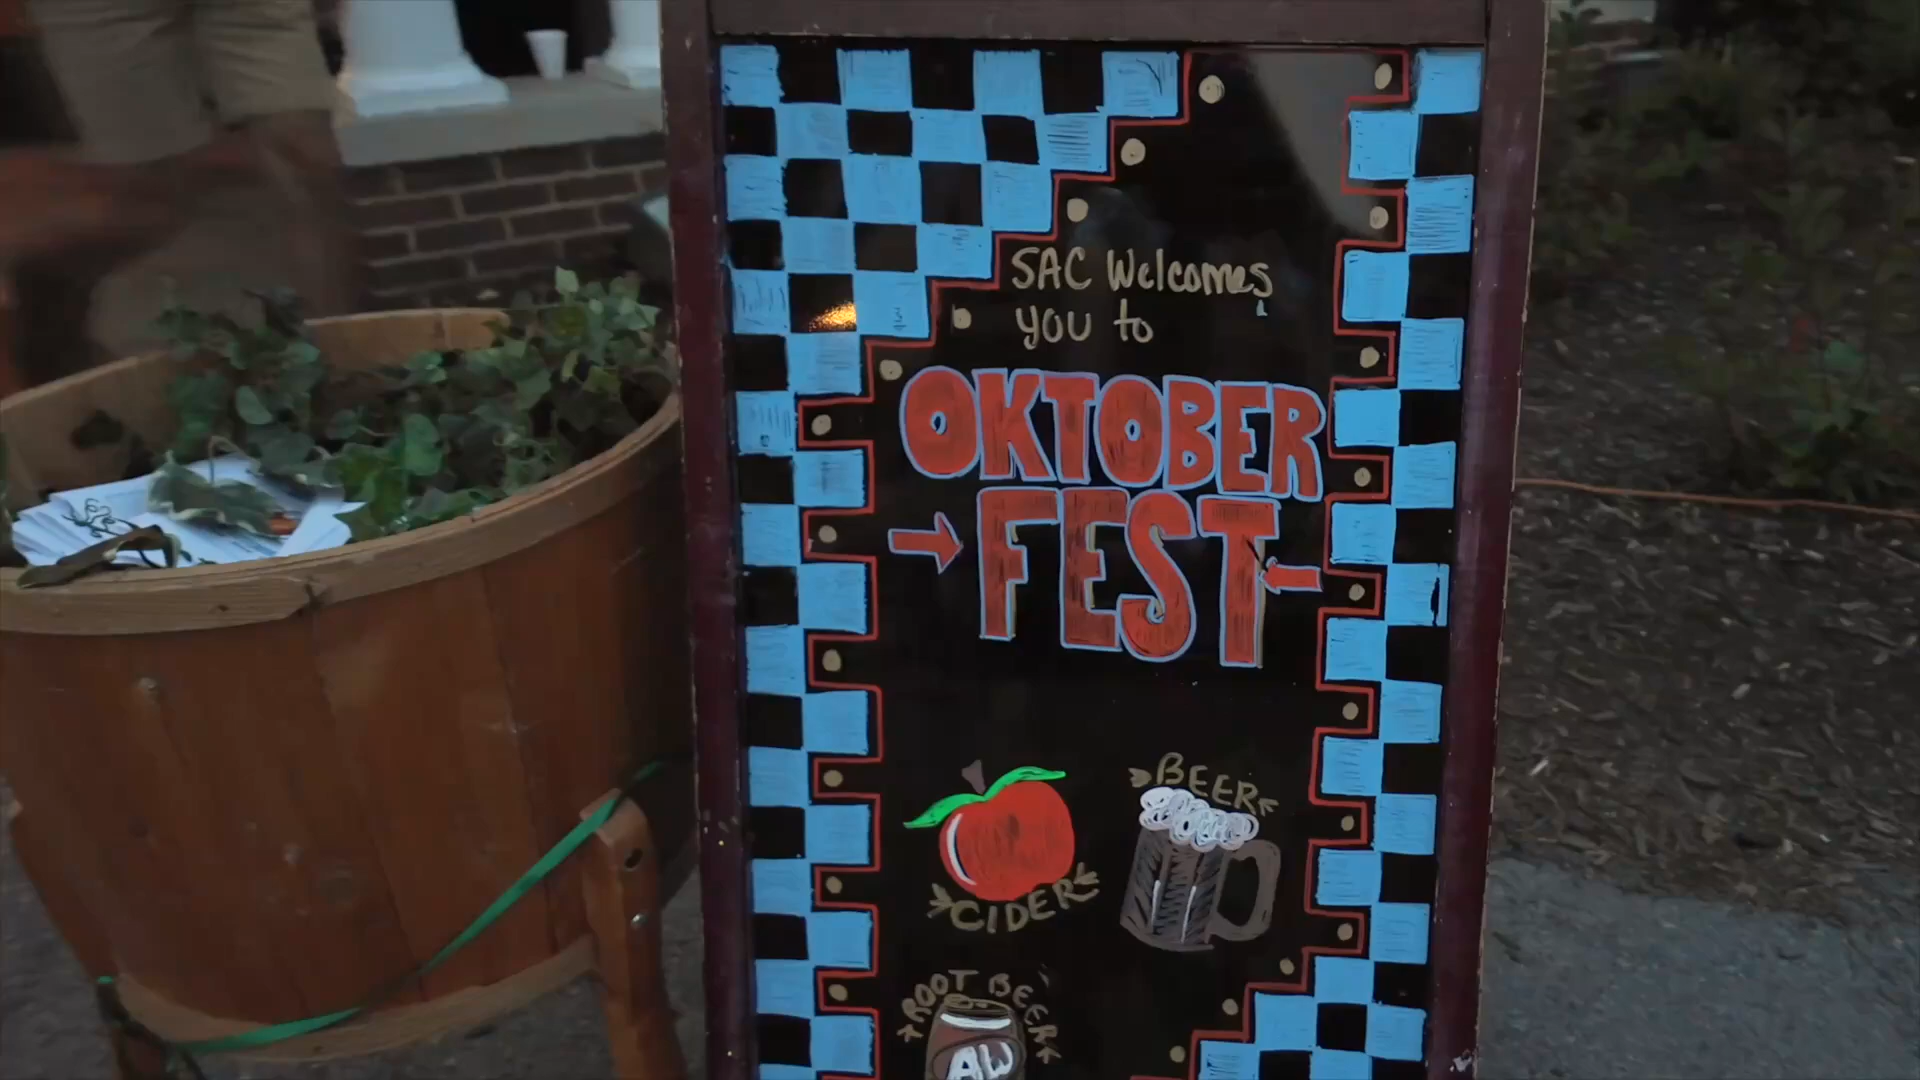 SAC Welcomes
you to
OKTOBER
FEST
BEER
CIDER
ROOT BEER
AW